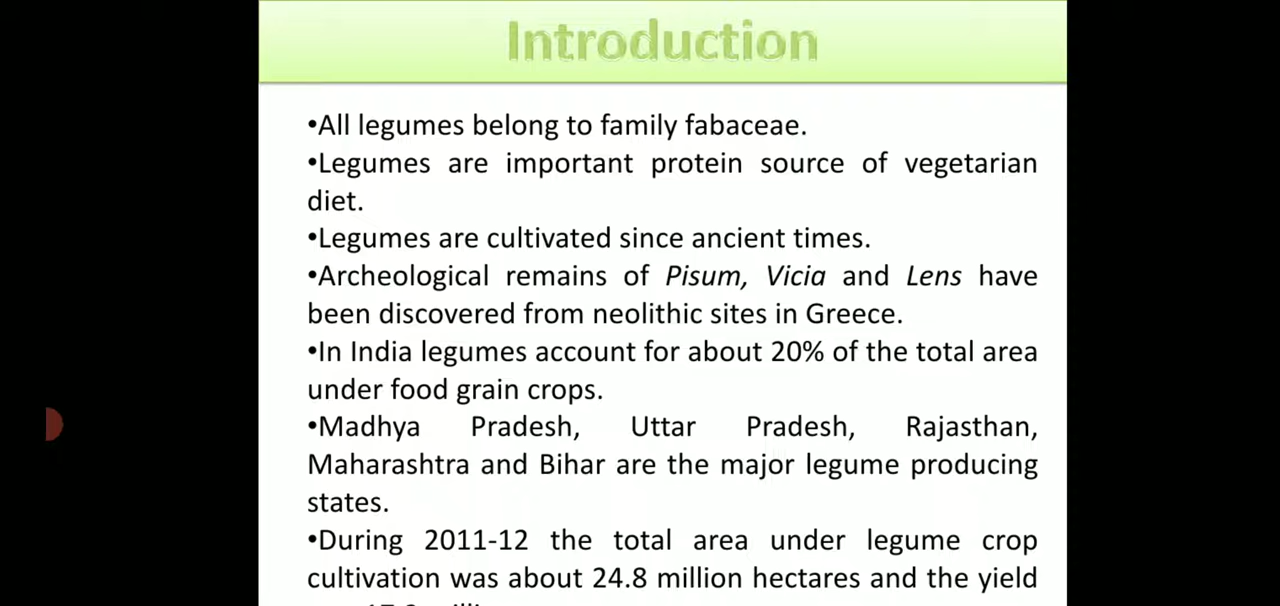 Introduction
•All legumes belong to family fabaceae.
•Legumes are important protein source of vegetarian
diet.
•Legumes are cultivated since ancient times.
•Archeological remains of Pisum, Vicia and Lens have
been discovered from neolithic sites in Greece.
•In India legumes account for about 20% of the total area
under food grain crops.
•Madhya Pradesh, Uttar Pradesh, Rajasthan,
Maharashtra and Bihar are the major legume producing
states.
•During 2011-12 the total area under legume crop
cultivation was about 24.8 million hectares and the yield